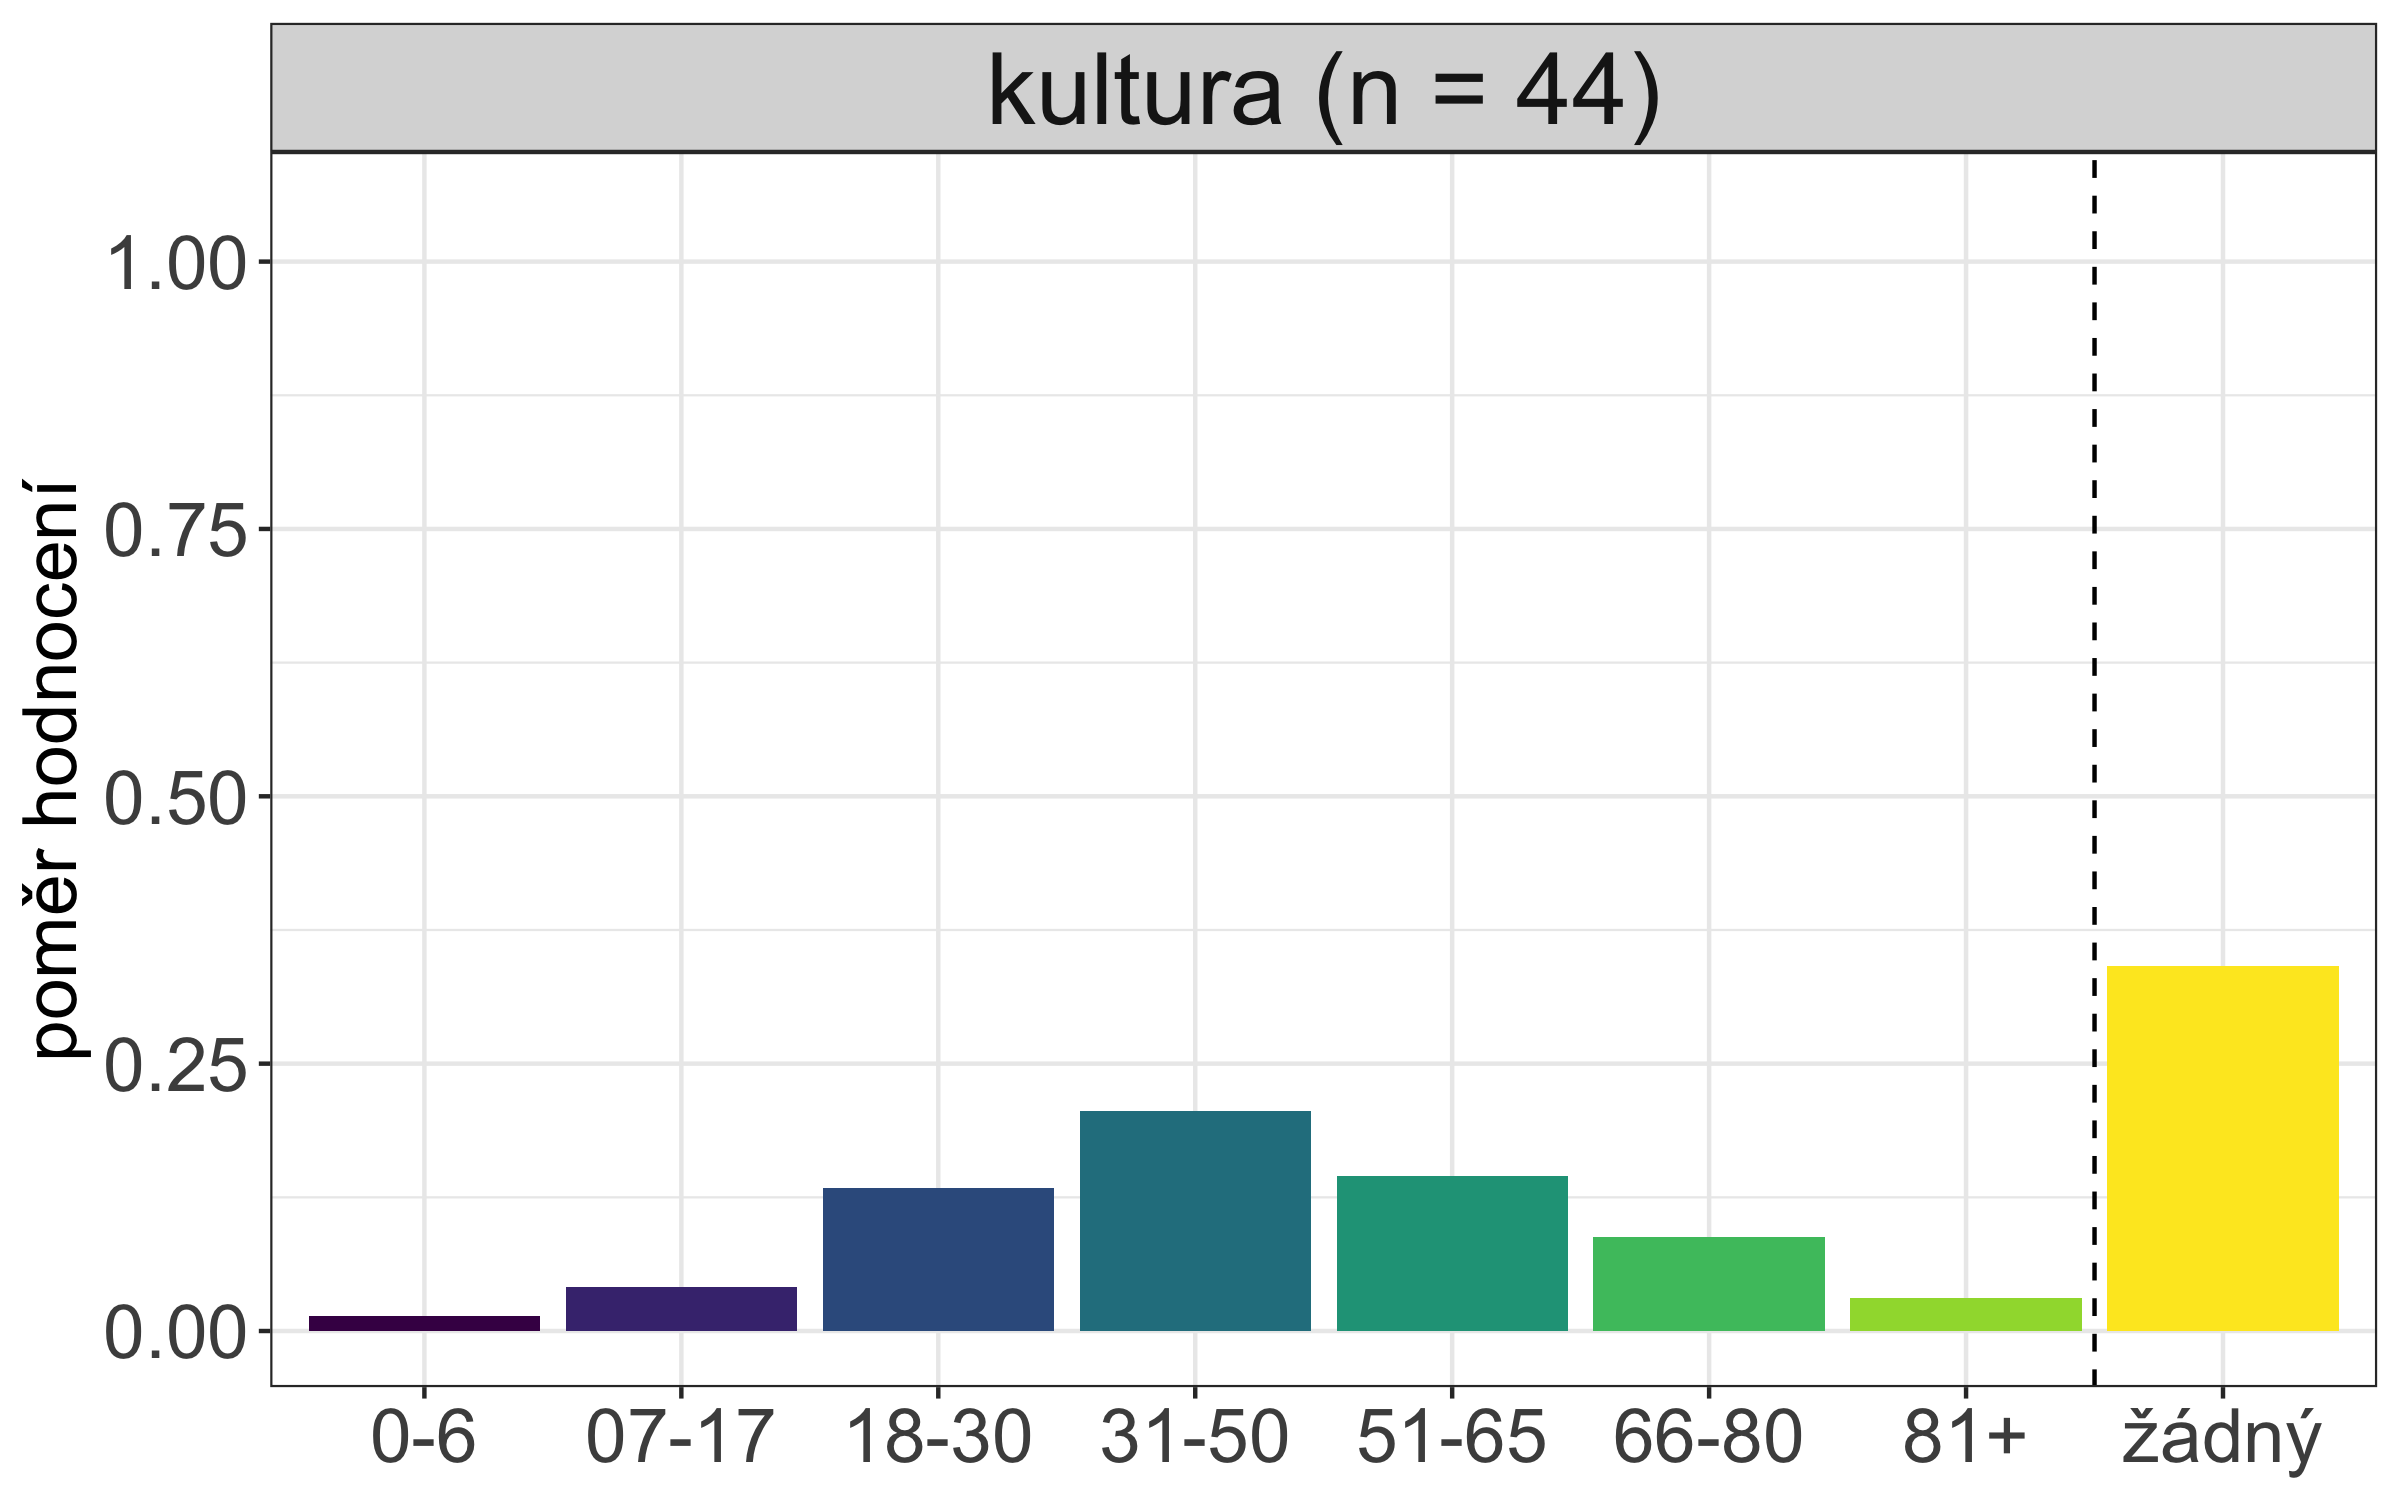 kultura (n = 44)
poměr hodnocení
1.00
0.75
0.50
0.25
0.00
0-6 07-17 18-30 31-50 51-65 66-80 81+ žádný